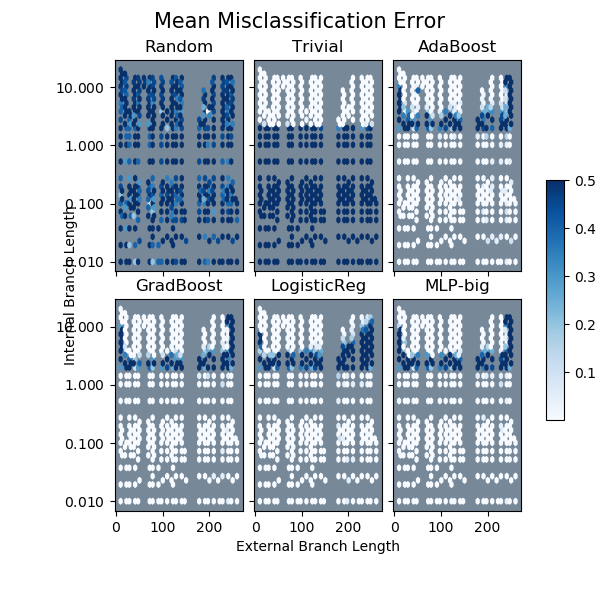 Mean Misclassification Error
Random Trivial AdaBoost
10.000
1.000
0.100
0.010
GradBoost LogisticReg MLP-big
10.000
1.000
0.100
0.010
0 100 200 0 100 200 0 100 200
External Branch Length
Internal Branch Length
0.5
0.4
0.3
0.2
0.1